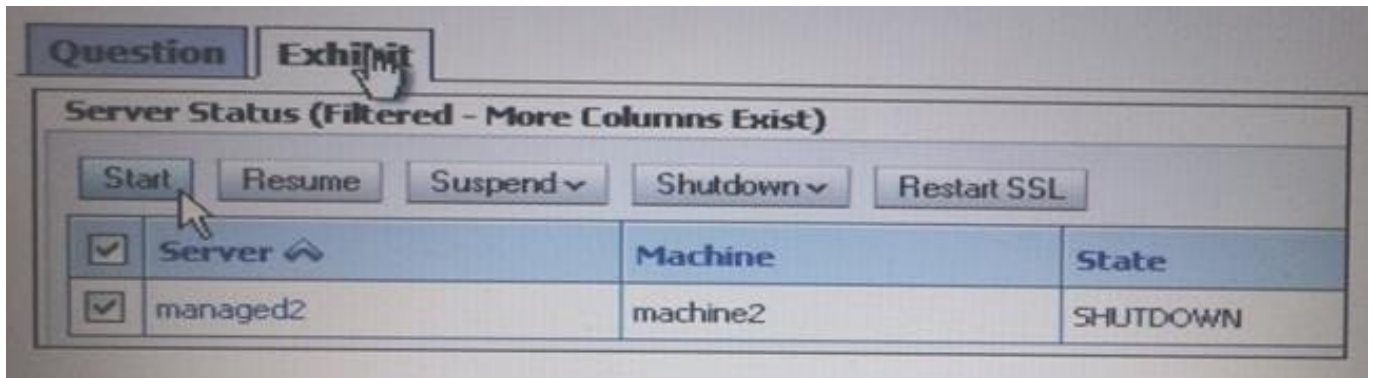 Question Exhibit
Server Status (Filtered - More Columns Exist)
Start Resume Suspend Shutdown Restart SSL
Server Machine State
managed2 machine2 SHUTDOWN